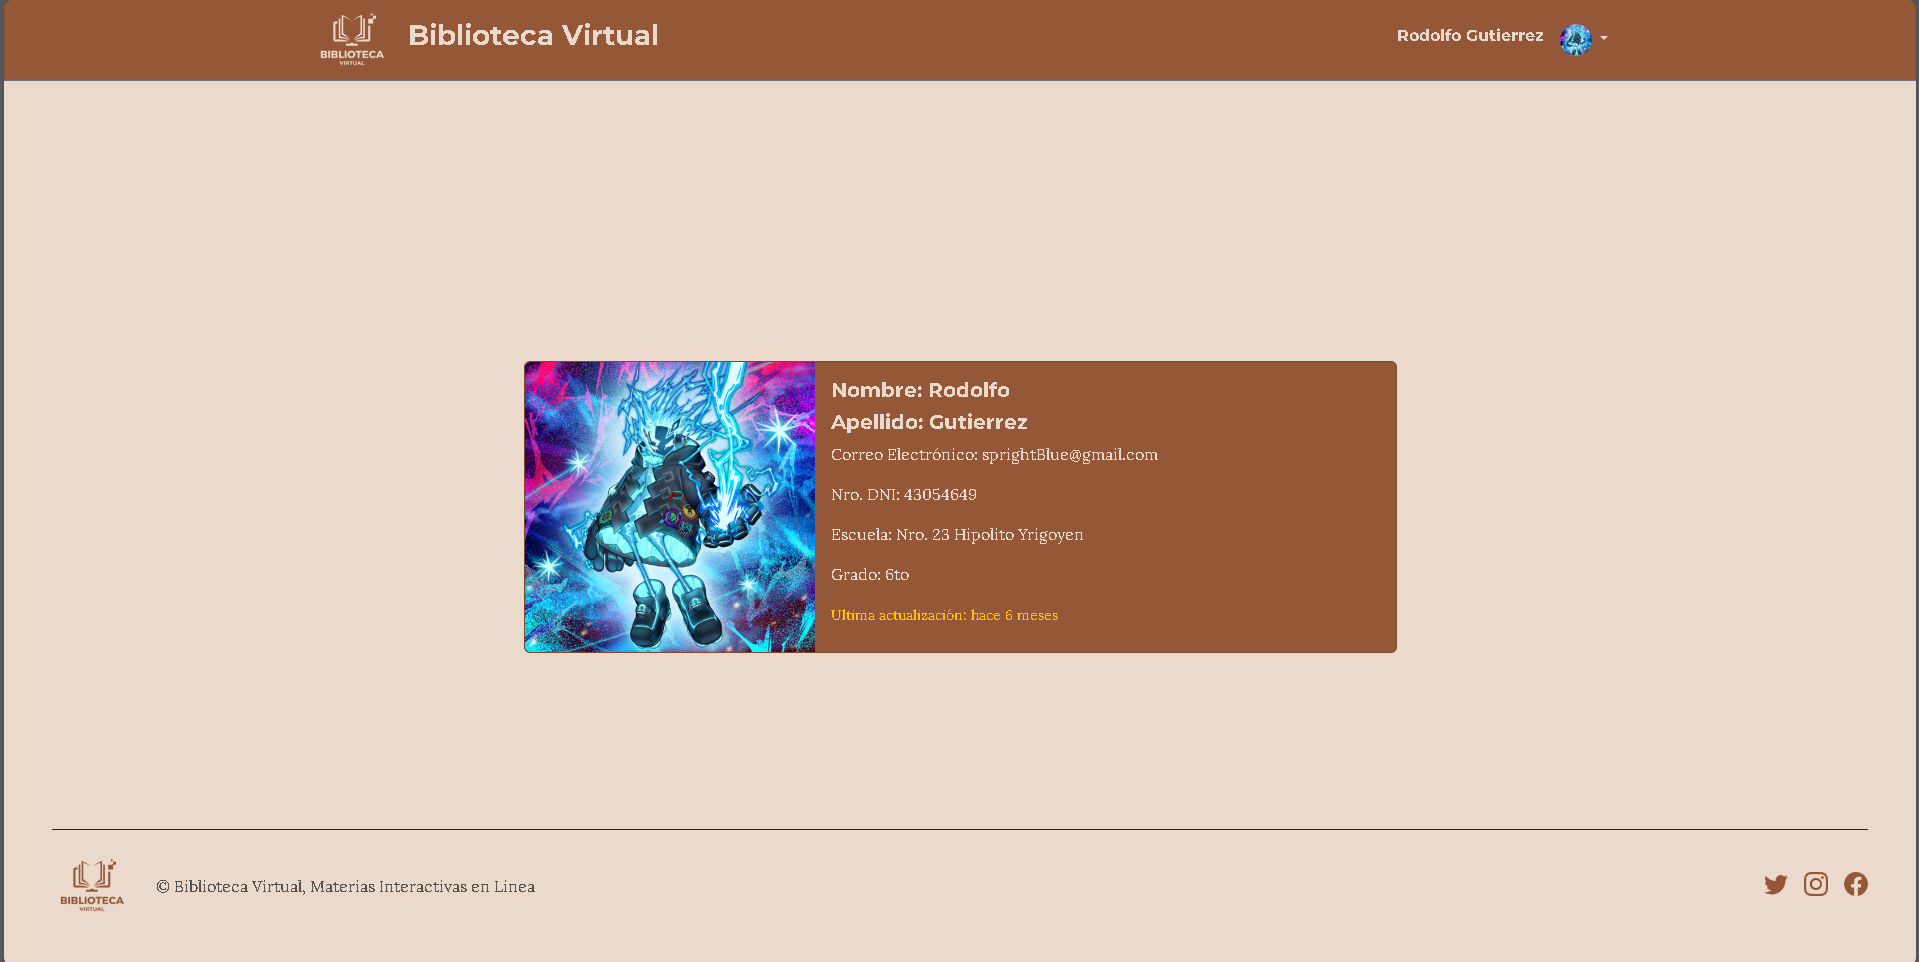 BIBLIOTECA
VIRTUAL
Biblioteca Virtual
Rodolfo Gutierrez
Nombre: Rodolfo
Apellido: Gutierrez
Correo Electrónico: sprightBlue@gmail.com
Nro. DNI: 43054649
Escuela: Nro. 23 Hipolito Yrigoyen
Grado: 6to
Ultima actualización: hace 6 meses
BIBLIOTECA
VIRTUAL
© Biblioteca Virtual, Materias Interactivas en Linea